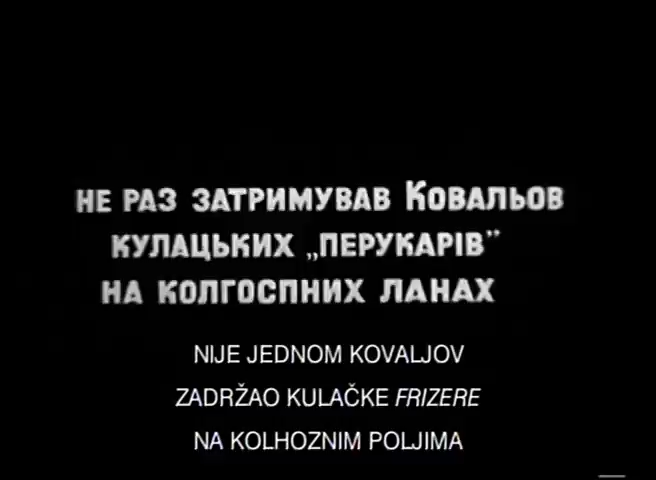 НЕ РАЗ ЗАТРИМУВАВ КОВАЛЬОВ
КУЛАЦЬКИХ „ПЕРУКАРІВ”
НА КОЛГОСПНИХ ЛАНАХ
NIJE JEDNOM KOVALJOV
ZADRŽAO KULAČKE FRIZERE
NA KOLHOZNIM POLJIMA